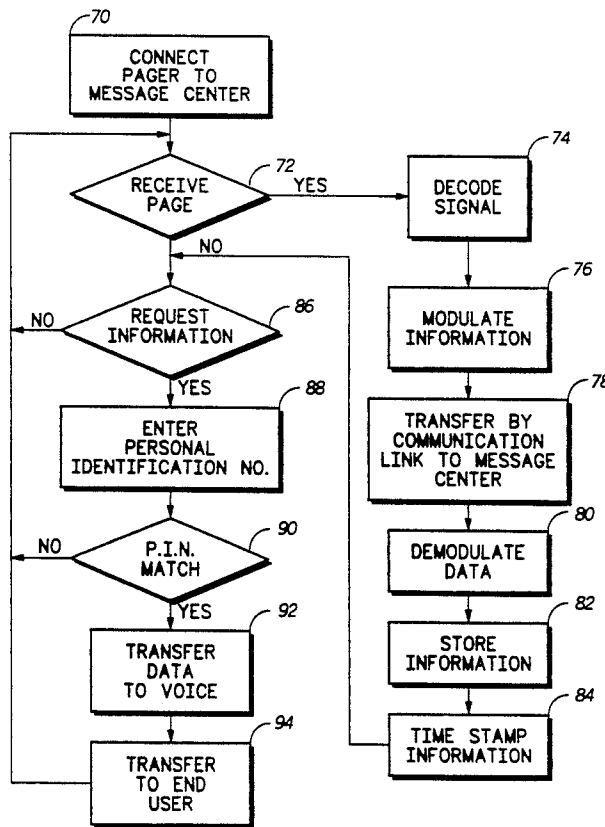 70
CONNECT
PAGER TO
MESSAGE CENTER
72
RECEIVE
PAGE
YES
NO
74
DECODE
SIGNAL
76
MODULATE
INFORMATION
78
TRANSFER BY
COMMUNICATION
LINK TO MESSAGE
CENTER
80
DEMODULATE
DATA
82
STORE
INFORMATION
84
TIME STAMP
INFORMATION
86
REQUEST
INFORMATION
NO
YES
88
ENTER
PERSONAL
IDENTIFICATION NO.
90
P.I.N.
MATCH
NO
YES
92
TRANSFER
DATA
TO VOICE
94
TRANSFER
TO END
USER